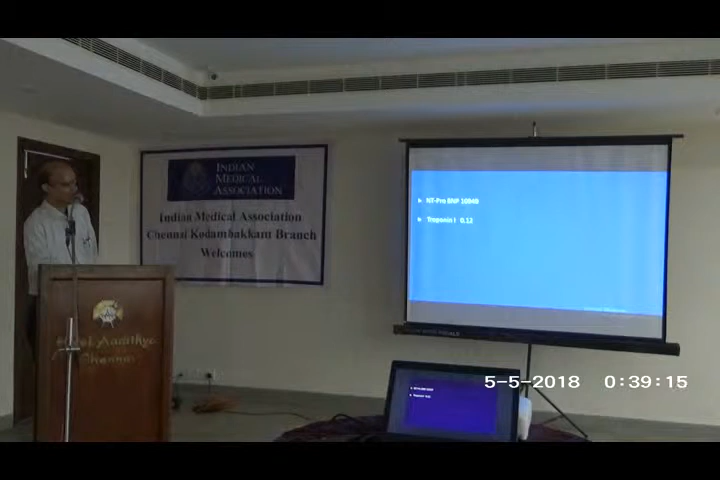 INDIAN
MEDICAL
ASSOCIATION
Indian Medical Association
Chennai Kodambakkam Branch
Welcomes
NT-Pro BNP
Troponin I 0.12
Chennai
5-5-2018 0:39:15